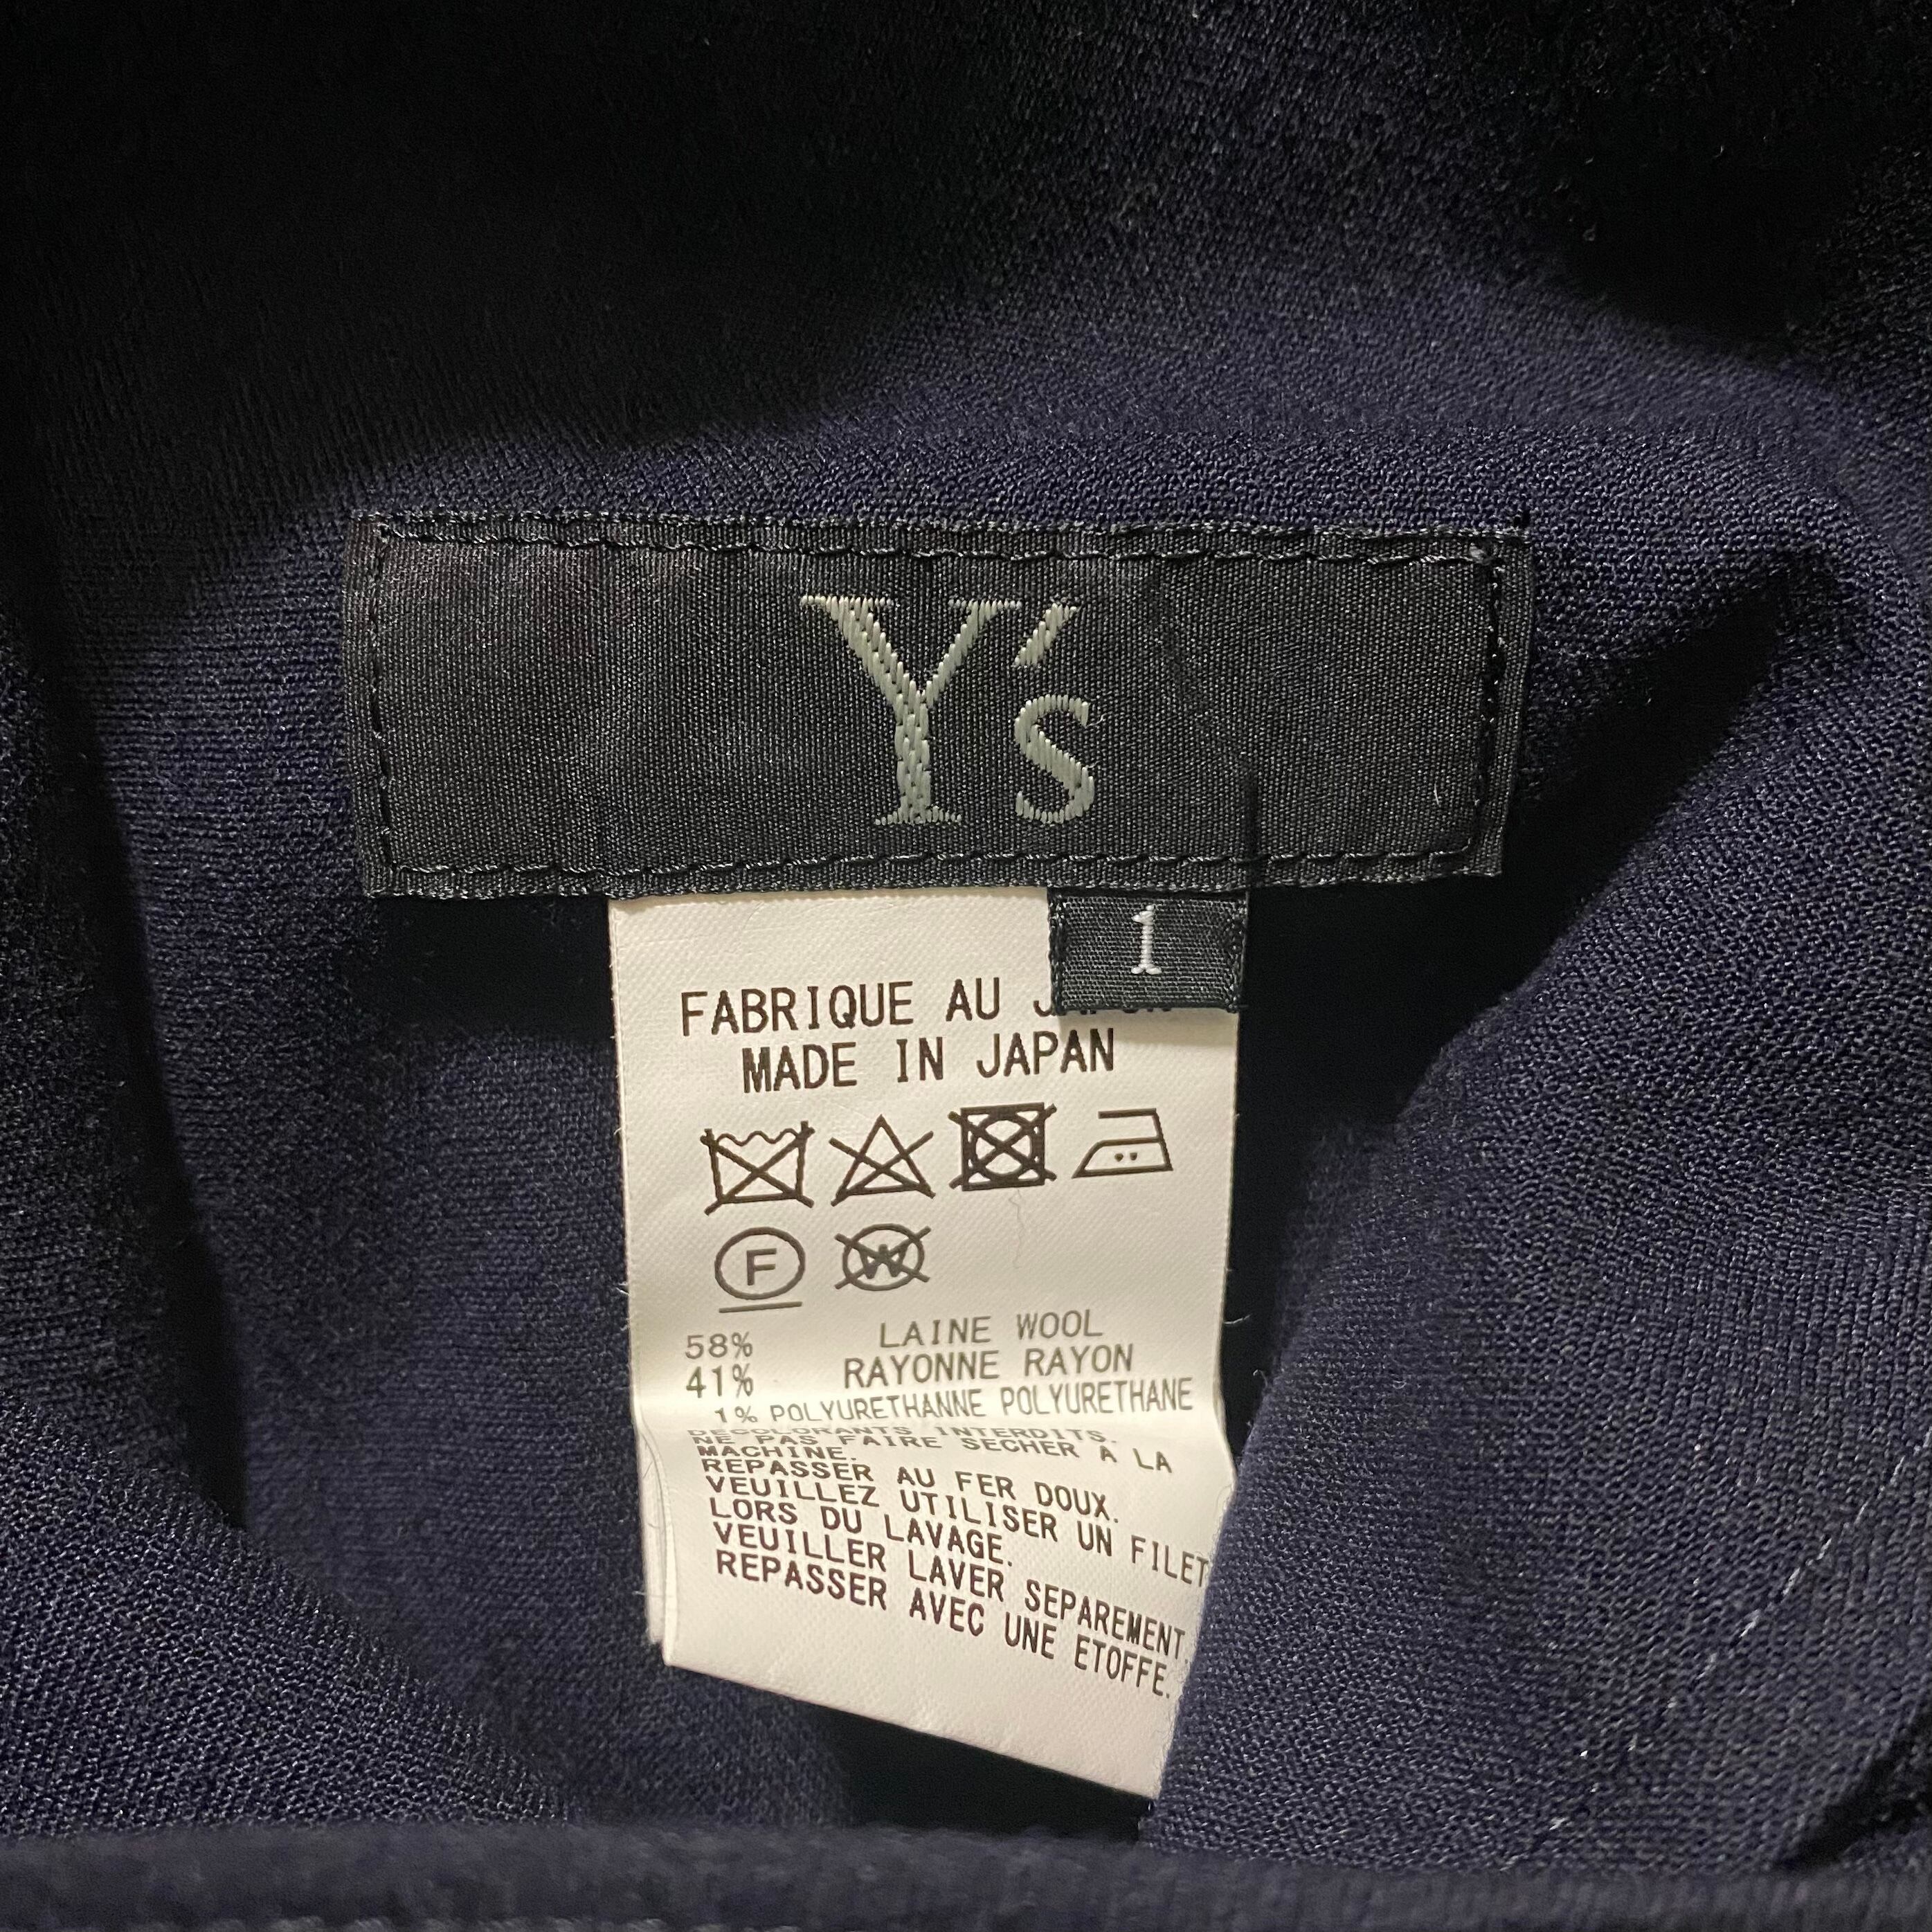 Y's
1
FABRIQUE AU
MADE IN JAPAN
F
W
58% LAINE WOOL
41% RAYONNE RAYON
1% POLYURETHANNE POLYURETHANE
DECOLORANTS INTERDITS.
NE PAS FAIRE SECHER A LA
MACHINE.
REPASSER AU FER DOUX.
VEUILLEZ UTILISER UN FILET
LORS DU LAVAGE.
VEUILLER LAVER SEPAREMENT.
REPASSER AVEC UNE ETOFFE.